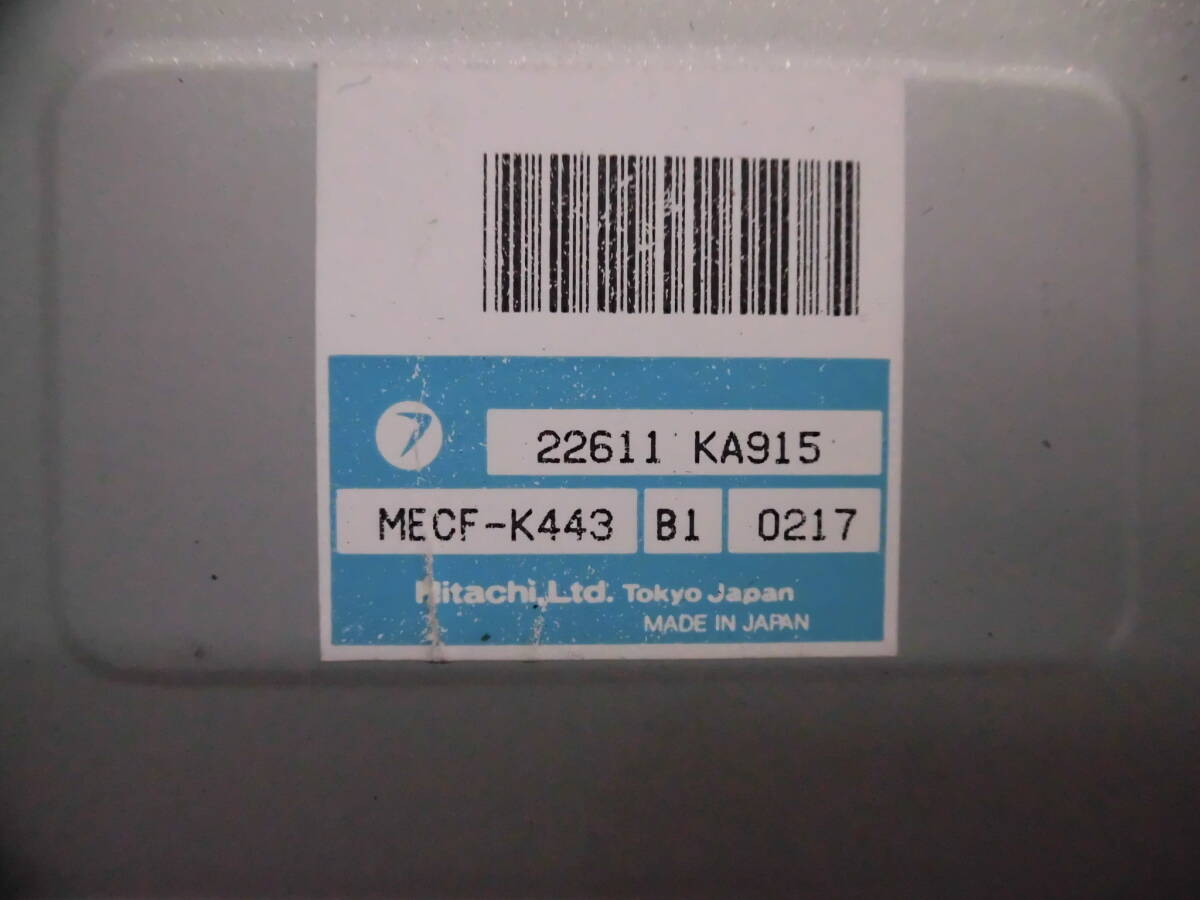 22611 KA915
MECF-K443 B1 0217
Hitachi,Ltd. Tokyo Japan
MADE IN JAPAN